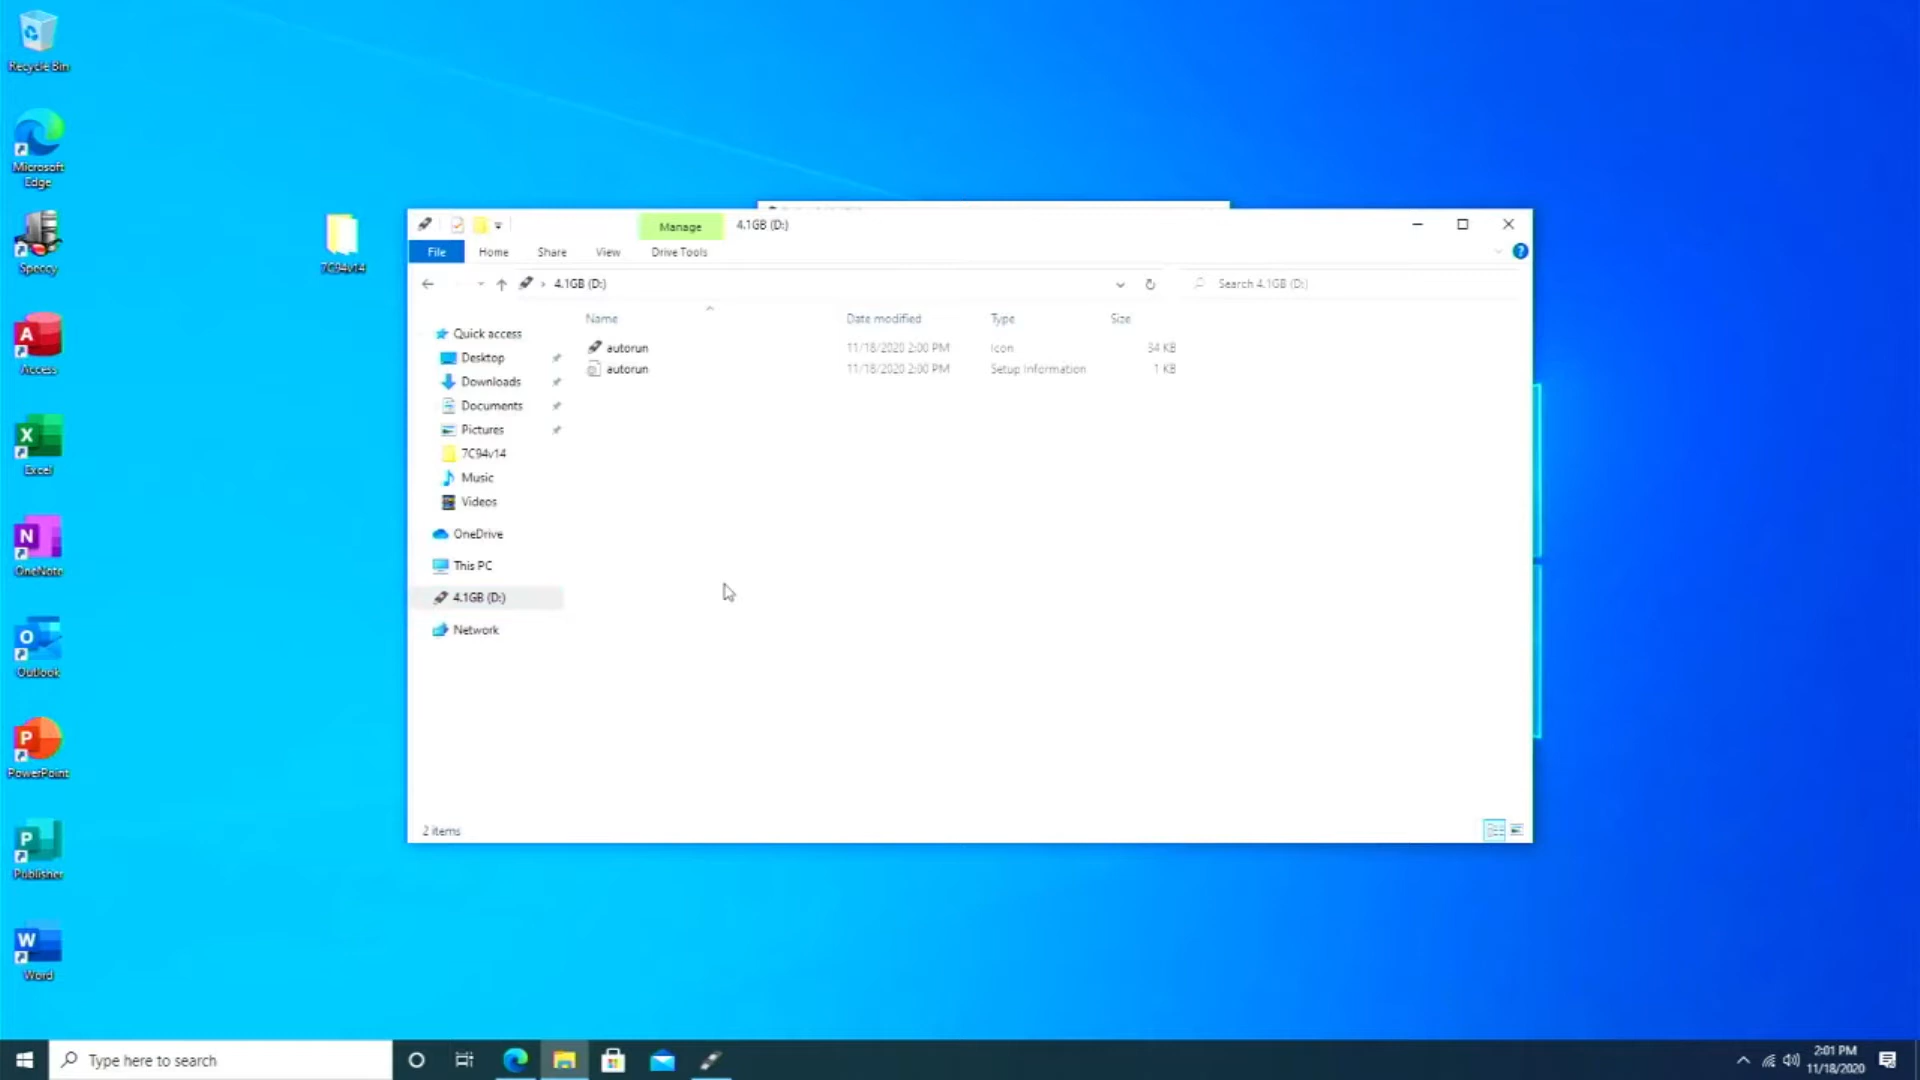 Recycle Bin
Microsoft
Edge
Speccy
7C94v14
Access
Excel
OneNote
Outlook
PowerPoint
Publisher
Word
Manage
4.1GB (D:)
File
Home
Share
View
Drive Tools
4.1GB (D:)
Search 4.1GB (D:)
Name
Date modified
Type
Size
autorun
11/18/2020 2:00 PM
Icon
34 KB
autorun
11/18/2020 2:00 PM
Setup Information
1 KB
Quick access
Desktop
Downloads
Documents
Pictures
7C94v14
Music
Videos
OneDrive
This PC
4.1GB (D:)
Network
2 items
Type here to search
2:01 PM
11/18/2020